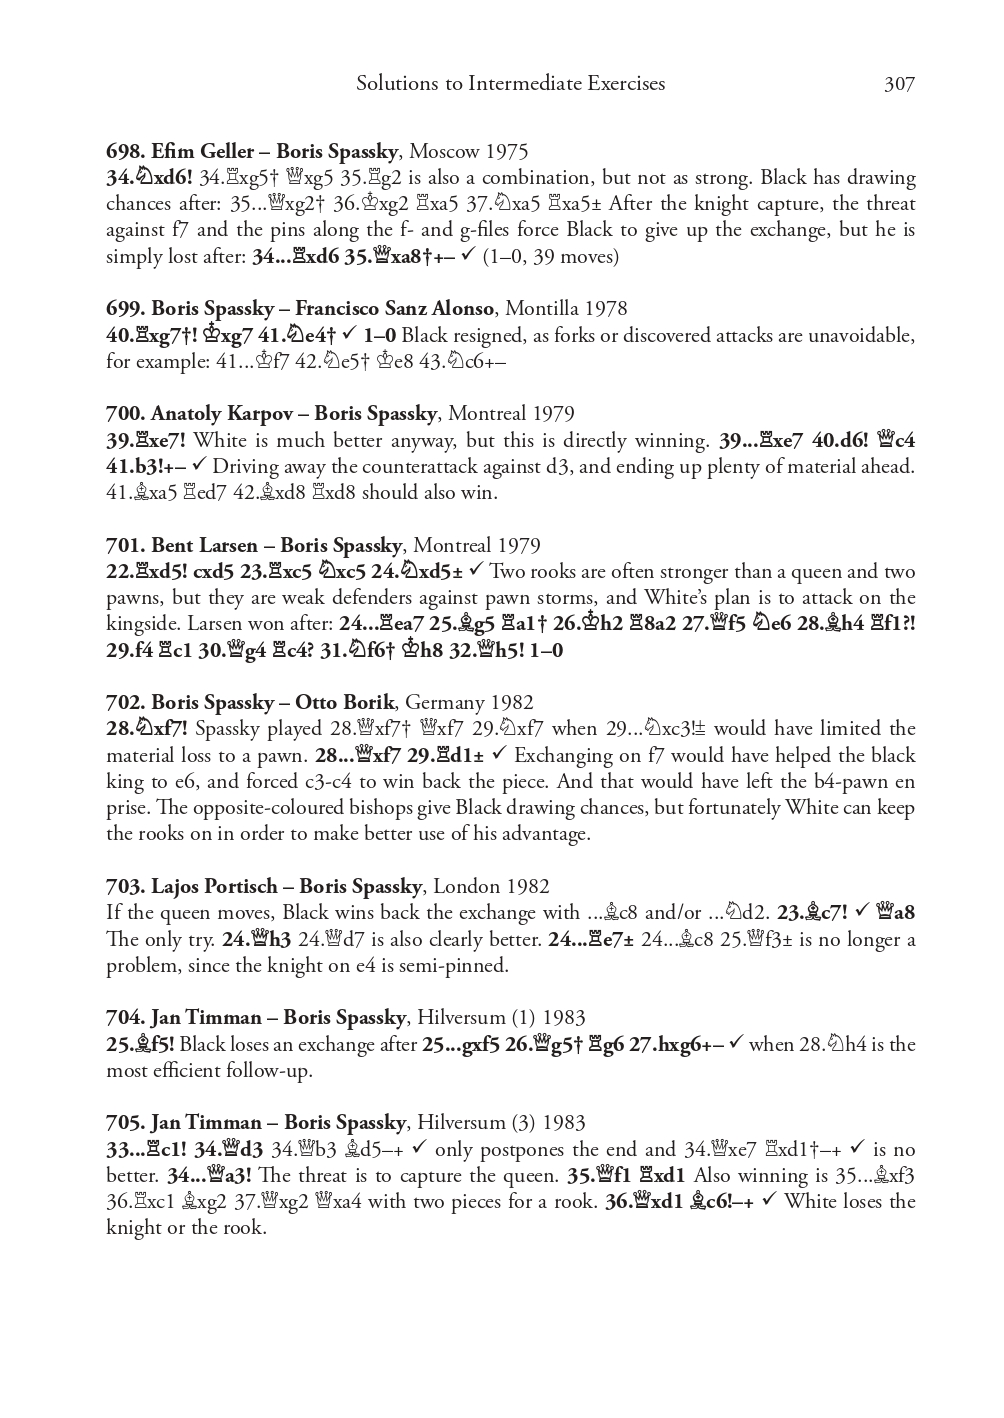 Solutions to Intermediate Exercises 307
698. Efim Geller – Boris Spassky, Moscow 1975
34.♘xd6! 34.♖xg5† ♕xg5 35.♖g2 is also a combination, but not as strong. Black has drawing
chances after: 35...♕xg2† 36.♔xg2 ♖xa5 37.♘xa5 ♖xa5± After the knight capture, the threat
against f7 and the pins along the f- and g-files force Black to give up the exchange, but he is
simply lost after: 34...♖xd6 35.♕xa8†+– ✓ (1–0, 39 moves)
699. Boris Spassky – Francisco Sanz Alonso, Montilla 1978
40.♖xg7†! ♔xg7 41.♘e4† ✓ 1–0 Black resigned, as forks or discovered attacks are unavoidable,
for example: 41...♔f7 42.♘e5† ♔e8 43.♘c6+–
700. Anatoly Karpov – Boris Spassky, Montreal 1979
39.♖xe7! White is much better anyway, but this is directly winning. 39...♖xe7 40.d6! ♕c4
41.b3!+– ✓ Driving away the counterattack against d3, and ending up plenty of material ahead.
41.♗xa5 ♖ed7 42.♗xd8 ♖xd8 should also win.
701. Bent Larsen – Boris Spassky, Montreal 1979
22.♖xd5! cxd5 23.♖xc5 ♘xc5 24.♘xd5± ✓ Two rooks are often stronger than a queen and two
pawns, but they are weak defenders against pawn storms, and White’s plan is to attack on the
kingside. Larsen won after: 24...♖ea7 25.♗g5 ♖a1† 26.♔h2 ♖8a2 27.♕f5 ♘e6 28.♗h4 ♖f1?!
29.f4 ♖c1 30.♕g4 ♖c4? 31.♘f6† ♔h8 32.♕h5! 1–0
702. Boris Spassky – Otto Borik, Germany 1982
28.♘xf7! Spassky played 28.♕xf7† ♕xf7 29.♘xf7 when 29...♘xc3!⩲ would have limited the
material loss to a pawn. 28...♕xf7 29.♖d1± ✓ Exchanging on f7 would have helped the black
king to e6, and forced c3-c4 to win back the piece. And that would have left the b4-pawn en
prise. The opposite-coloured bishops give Black drawing chances, but fortunately White can keep
the rooks on in order to make better use of his advantage.
703. Lajos Portisch – Boris Spassky, London 1982
If the queen moves, Black wins back the exchange with ...♗c8 and/or ...♘d2. 23.♗c7! ✓ ♕a8
The only try. 24.♕h3 24.♕d7 is also clearly better. 24...♖e7± 24...♗c8 25.♕f3± is no longer a
problem, since the knight on e4 is semi-pinned.
704. Jan Timman – Boris Spassky, Hilversum (1) 1983
25.♗f5! Black loses an exchange after 25...gxf5 26.♕g5† ♖g6 27.hxg6+– ✓ when 28.♘h4 is the
most efficient follow-up.
705. Jan Timman – Boris Spassky, Hilversum (3) 1983
33...♖c1! 34.♕d3 34.♕b3 ♗d5–+ ✓ only postpones the end and 34.♕xe7 ♖xd1†–+ ✓ is no
better. 34...♕a3! The threat is to capture the queen. 35.♕f1 ♖xd1 Also winning is 35...♗xf3
36.♖xc1 ♗xg2 37.♕xg2 ♕xa4 with two pieces for a rook. 36.♕xd1 ♗c6!–+ ✓ White loses the
knight or the rook.